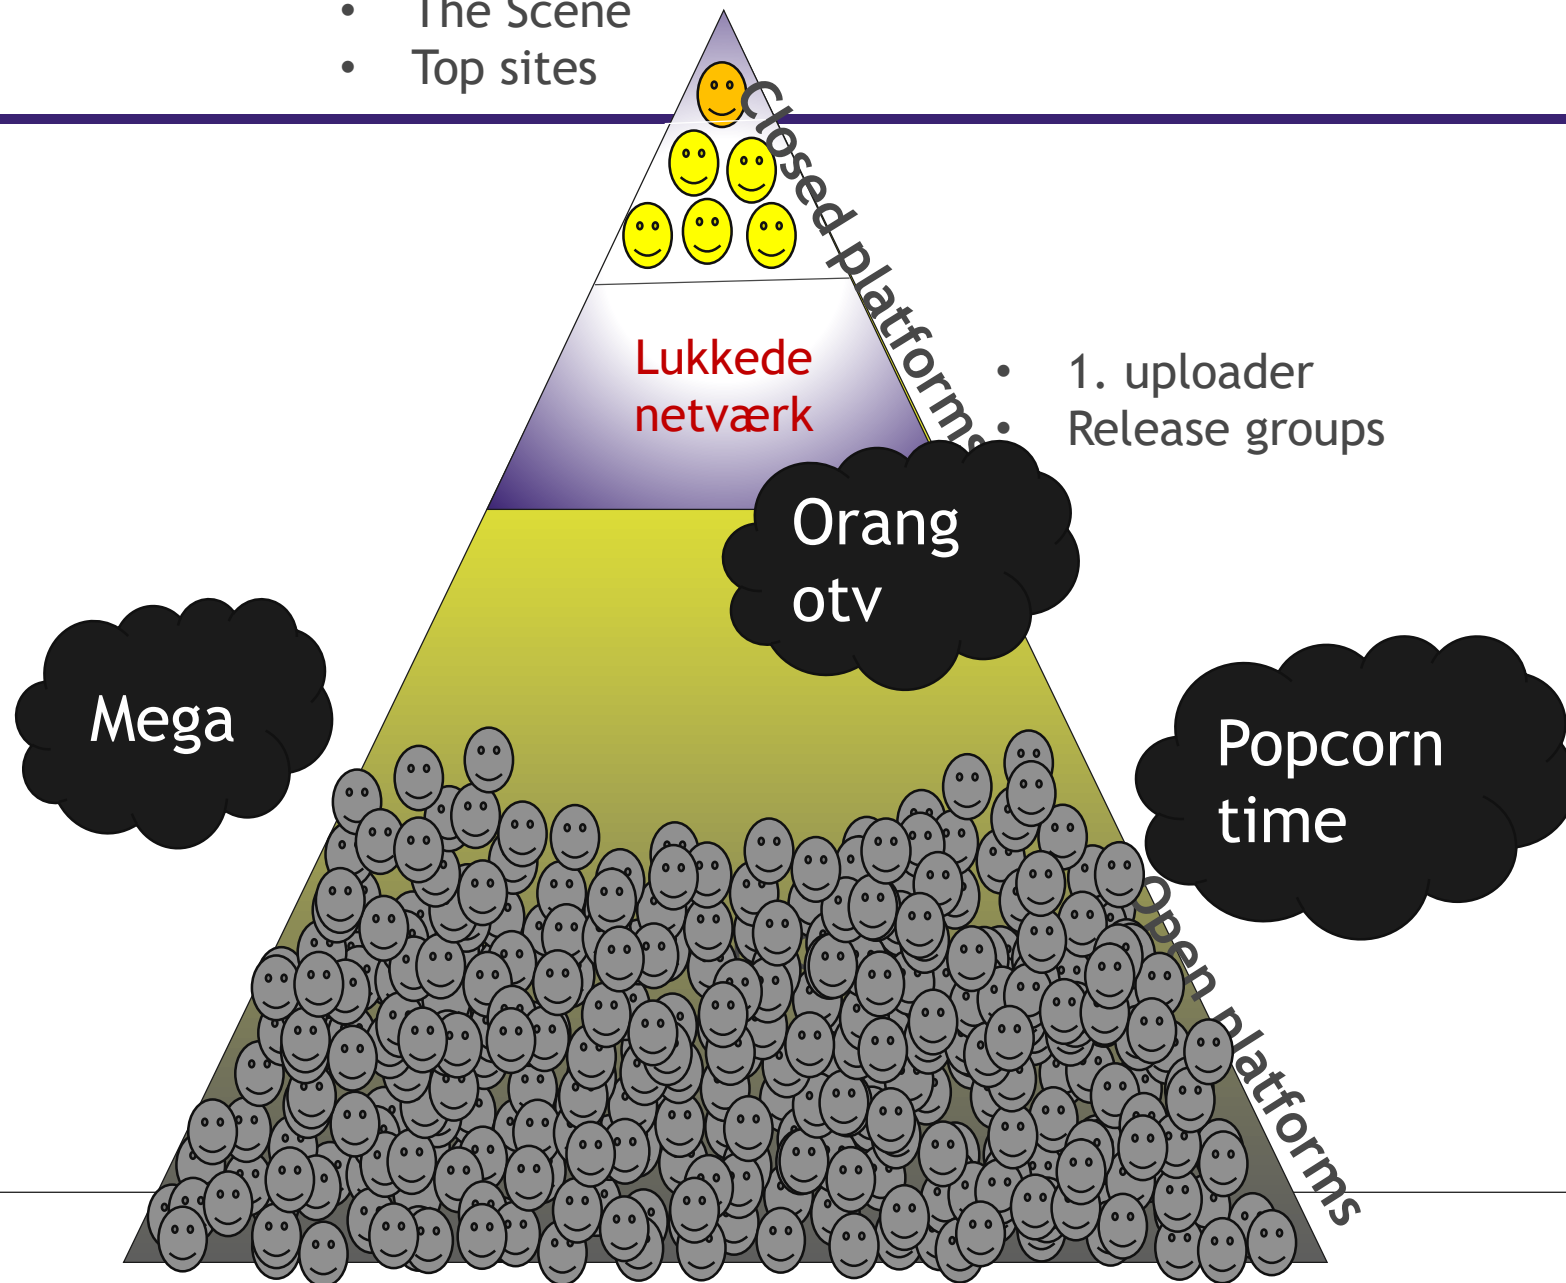 • The Scene
• Top sites
Closed platforms
Lukkede
netværk
• 1. uploader
• Release groups
Orang
otv
Mega
Popcorn
time
Open platforms